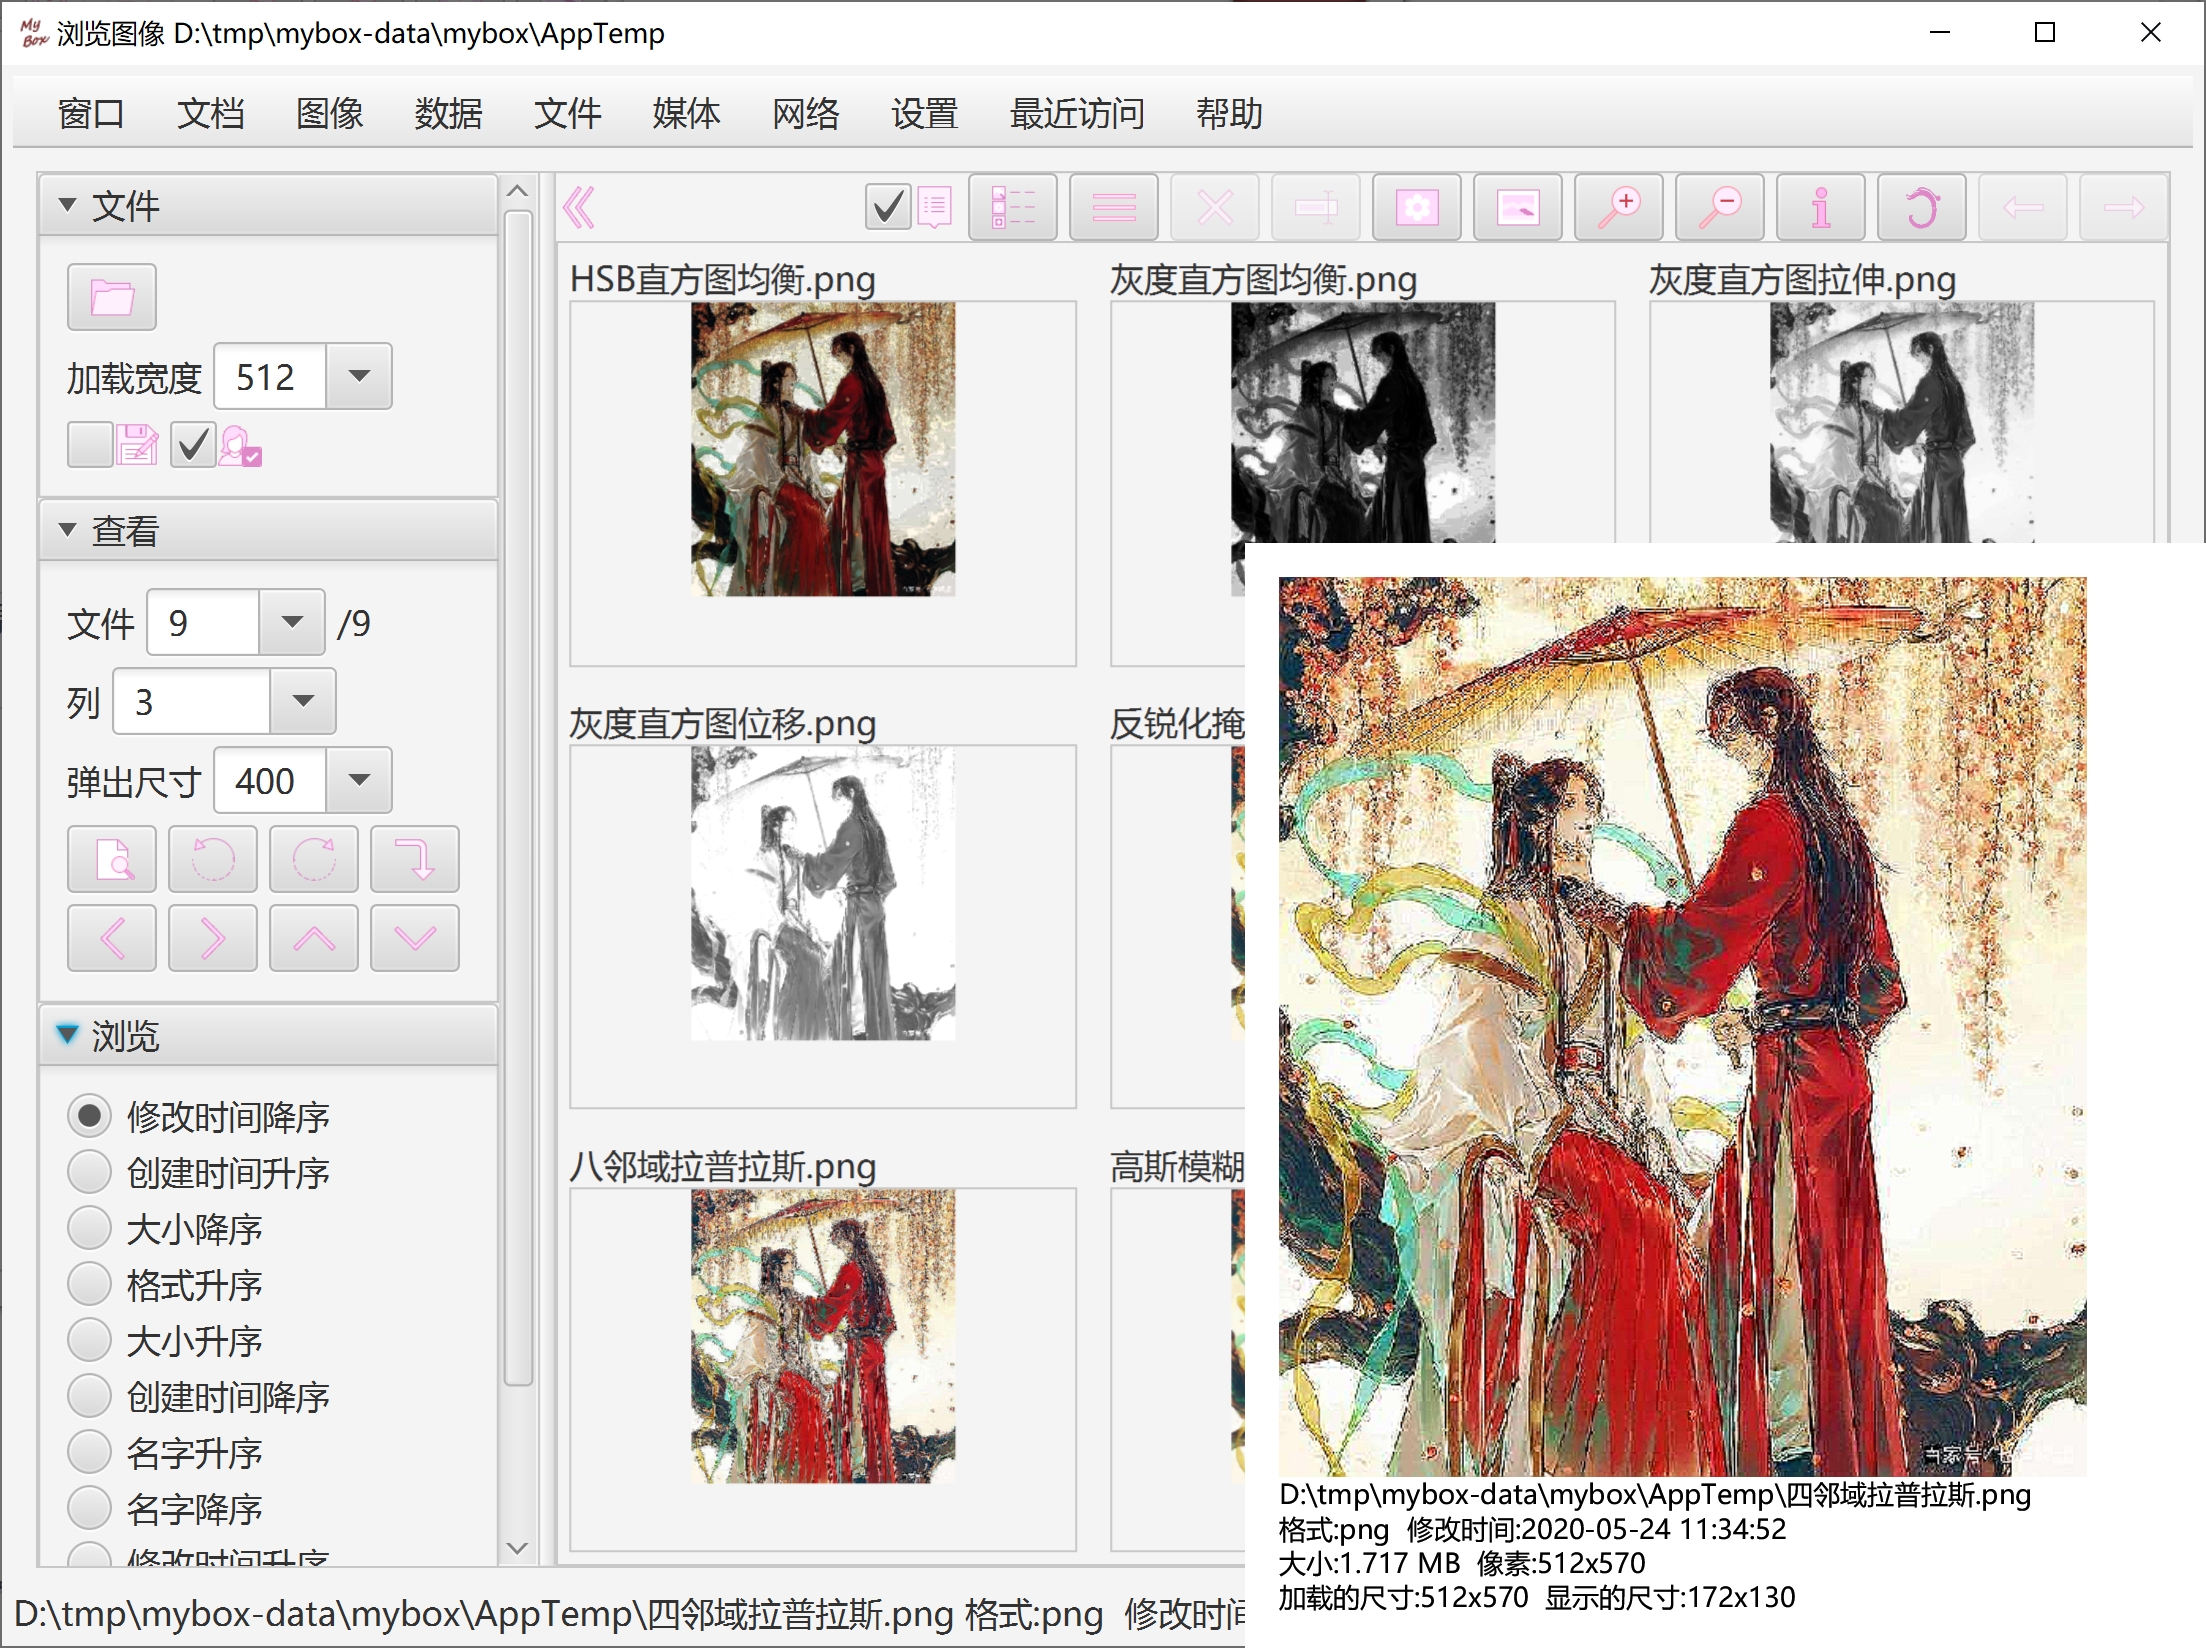 My Box 浏览图像 D:\tmp\mybox-data\mybox\AppTemp
窗口 文档 图像 数据 文件 媒体 网络 设置 最近访问 帮助
文件
加载宽度 512
查看
文件 9 /9
列 3
弹出尺寸 400
浏览
修改时间降序
创建时间升序
大小降序
格式升序
大小升序
创建时间降序
名字升序
名字降序
修改时间升序
HSB直方图均衡.png
灰度直方图均衡.png
灰度直方图拉伸.png
灰度直方图位移.png
反锐化掩
八邻域拉普拉斯.png
高斯模糊
D:\tmp\mybox-data\mybox\AppTemp\四邻域拉普拉斯.png
格式:png 修改时间:2020-05-24 11:34:52
大小:1.717 MB 像素:512x570
加载的尺寸:512x570 显示的尺寸:172x130
D:\tmp\mybox-data\mybox\AppTemp\四邻域拉普拉斯.png 格式:png 修改时间